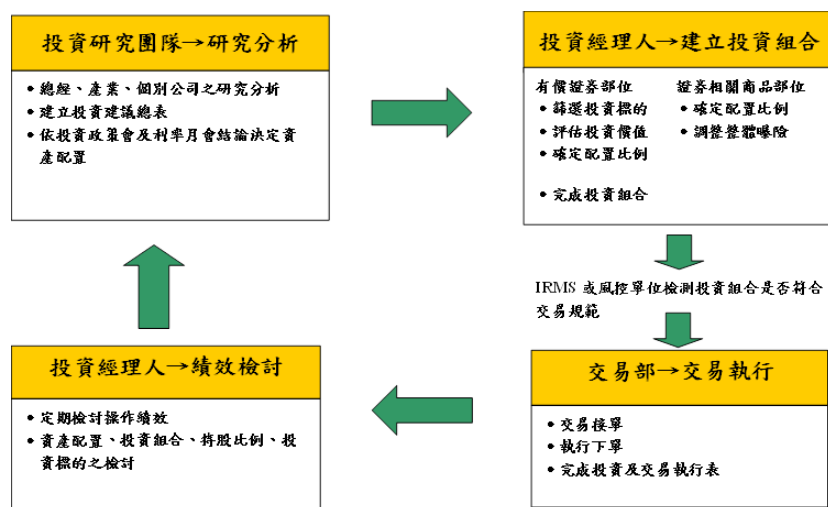 投資研究團隊→研究分析
• 總經、產業、個別公司之研究分析
• 建立投資建議總表
• 依投資政策會及利率月會結論決定資
產配置
投資經理人→建立投資組合
有價證券部位
• 篩選投資標的
• 評估投資價值
• 確定配置比例
• 完成投資組合
證券相關商品部位
• 確定配置比例
• 調整整體曝險
IRMS 或風控單位檢測投資組合是否符合
交易規範
交易部→交易執行
• 交易接單
• 執行下單
• 完成投資及交易執行表
投資經理人→績效檢討
• 定期檢討操作績效
• 資產配置、投資組合、持股比例、投
資標的之檢討